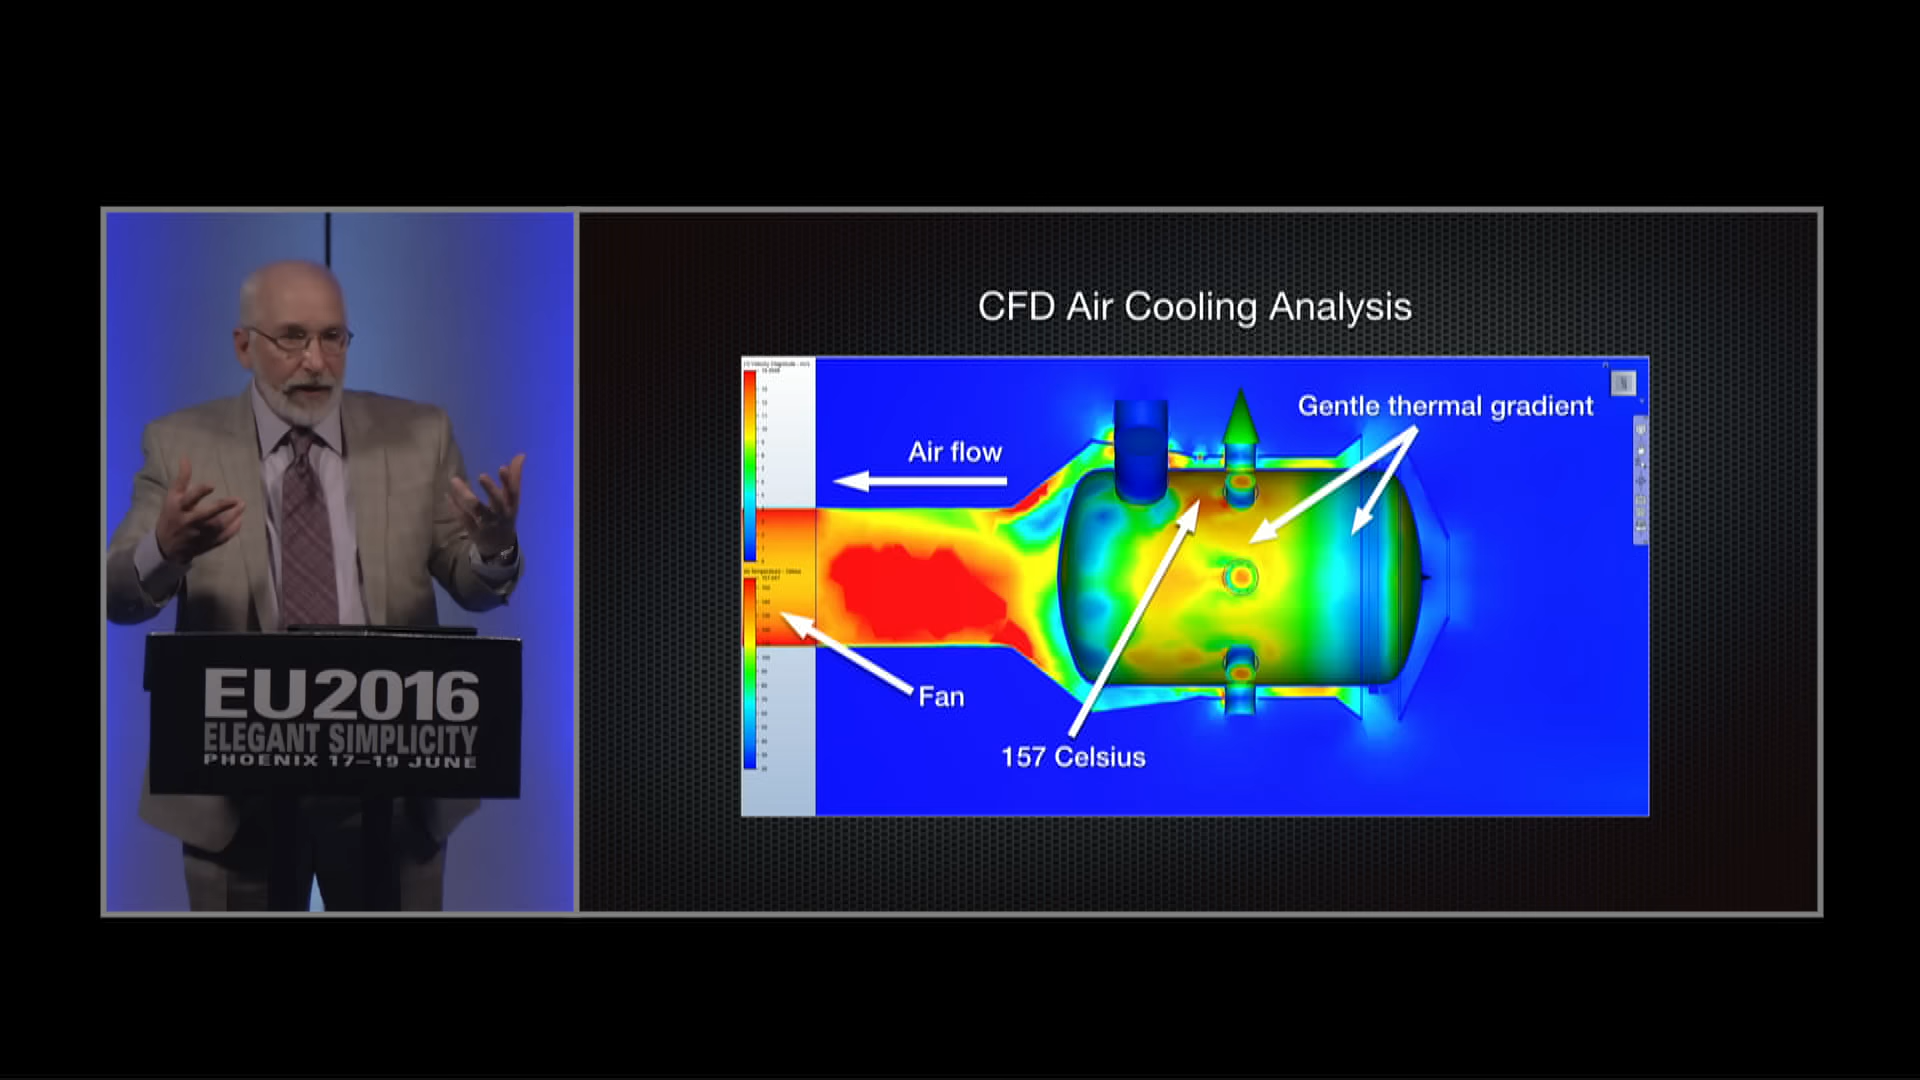 CFD Air Cooling Analysis
Gentle thermal gradient
Air flow
Fan
157 Celsius
EU2016
ELEGANT SIMPLICITY
PHOENIX 17–19 JUNE